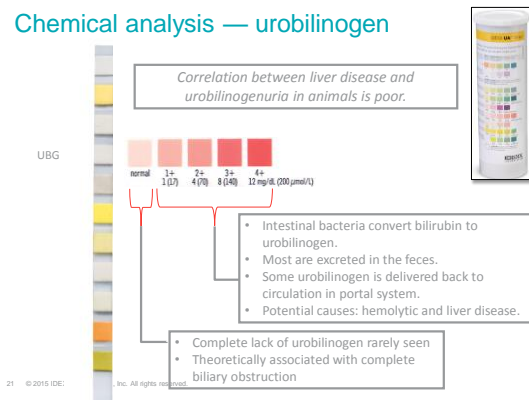 Chemical analysis — urobilinogen
Correlation between liver disease and
urobilinogenuria in animals is poor.
UBG
normal 1+ 2+ 3+ 4+
1 (17) 4 (70) 8 (140) 12 mg/dL (200 µmol/L)
• Intestinal bacteria convert bilirubin to
urobilinogen.
• Most are excreted in the feces.
• Some urobilinogen is delivered back to
circulation in portal system.
• Potential causes: hemolytic and liver disease.
• Complete lack of urobilinogen rarely seen
• Theoretically associated with complete
biliary obstruction
21 © 2015 IDEX , Inc. All rights reserved.
UA